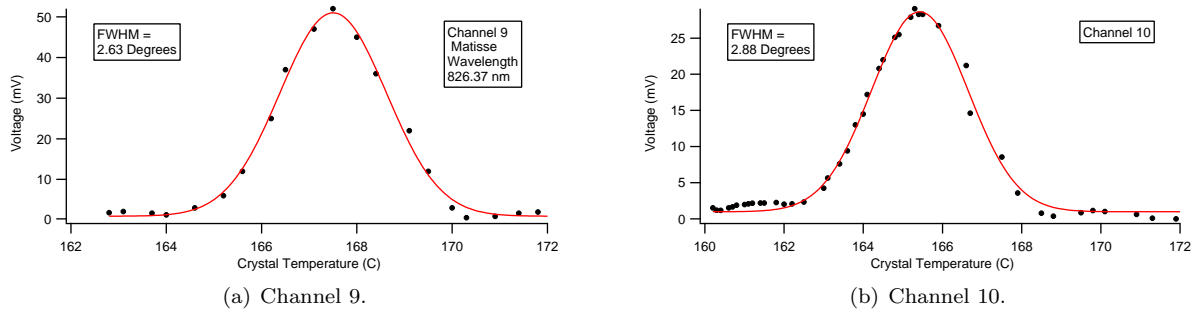 50
40
30
20
10
0
Voltage (mV)
FWHM =
2.63 Degrees
Channel 9
Matisse
Wavelength
826.37 nm
162 164 166 168 170 172
Crystal Temperature (C)
(a) Channel 9.
25
20
15
10
5
0
Voltage (mV)
FWHM =
2.88 Degrees
Channel 10
160 162 164 166 168 170 172
Crystal Temperature (C)
(b) Channel 10.